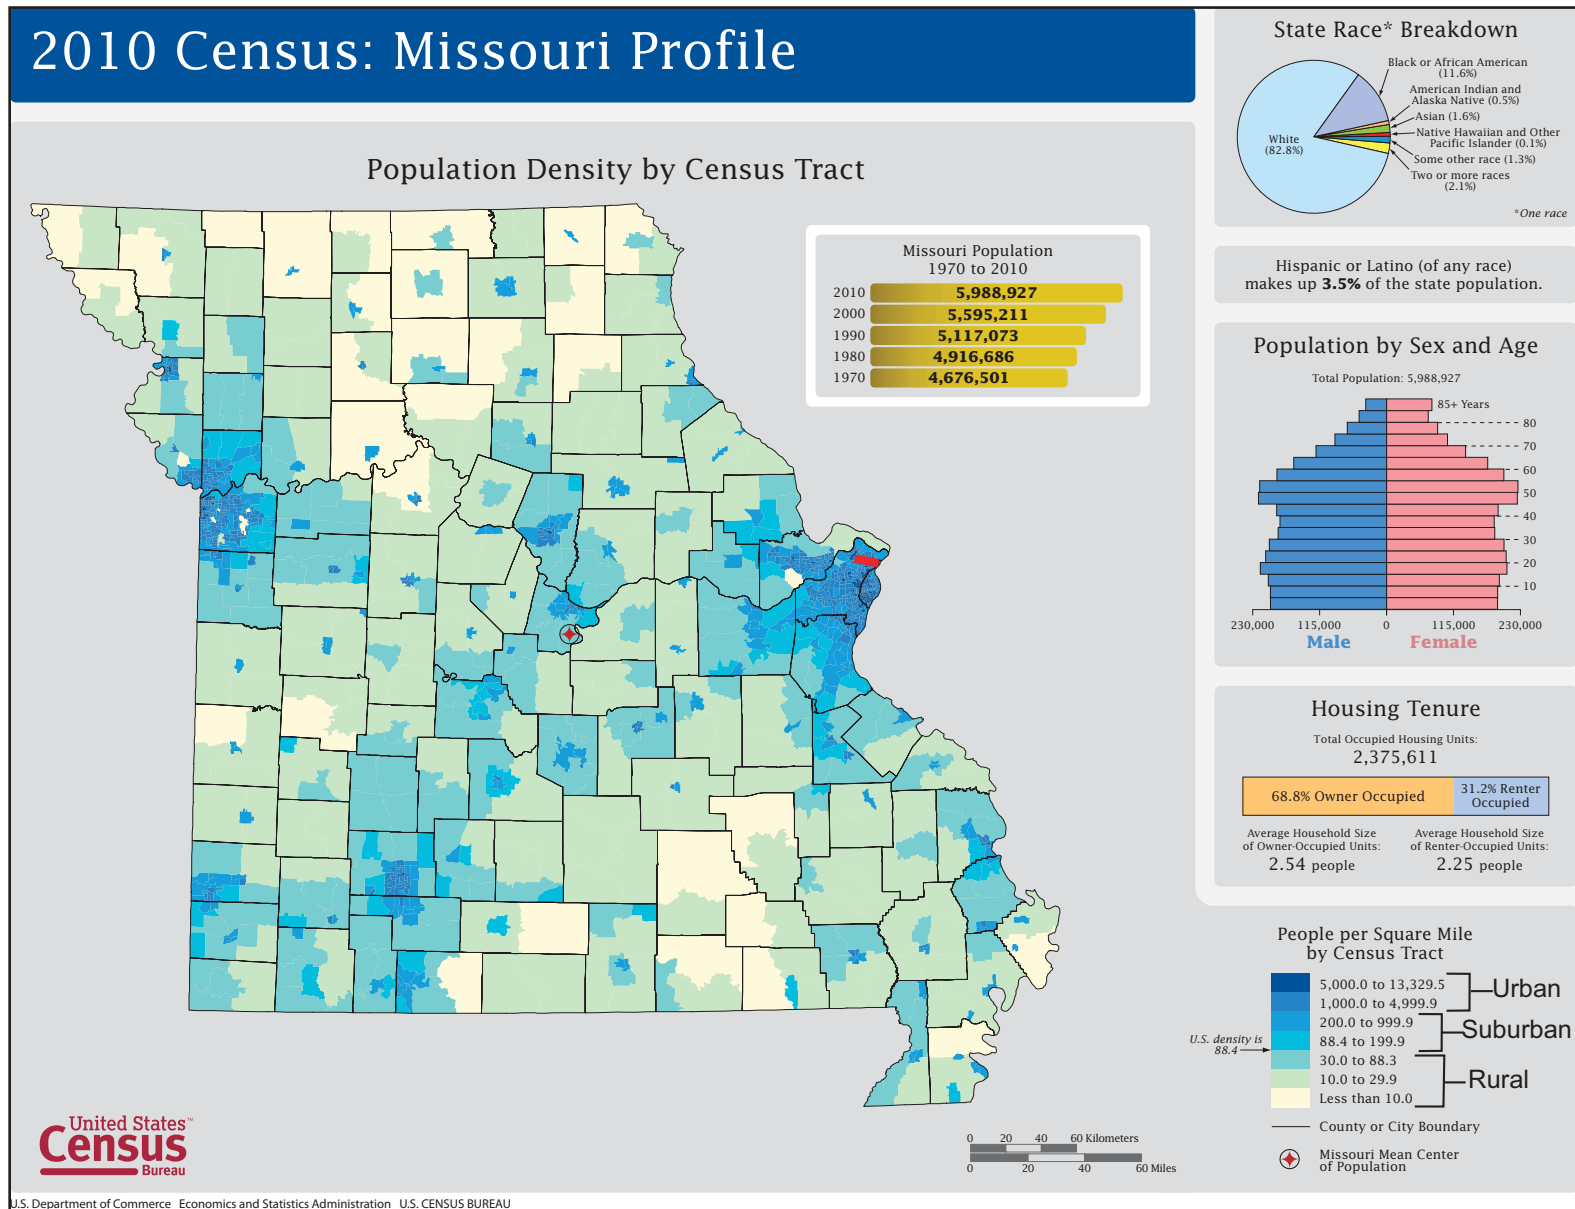 2010 Census: Missouri Profile
Population Density by Census Tract
Missouri Population
1970 to 2010
2010 5,988,927
2000 5,595,211
1990 5,117,073
1980 4,916,686
1970 4,676,501
State Race* Breakdown
Black or African American
(11.6%)
American Indian and
Alaska Native (0.5%)
Asian (1.6%)
Native Hawaiian and Other
Pacific Islander (0.1%)
Some other race (1.3%)
Two or more races
(2.1%)
White
(82.8%)
*One race
Hispanic or Latino (of any race)
makes up 3.5% of the state population.
Population by Sex and Age
Total Population: 5,988,927
85+ Years
80
70
60
50
40
30
20
10
230,000 115,000 0 115,000 230,000
Male Female
Housing Tenure
Total Occupied Housing Units:
2,375,611
68.8% Owner Occupied
31.2% Renter
Occupied
Average Household Size
of Owner-Occupied Units:
2.54 people
Average Household Size
of Renter-Occupied Units:
2.25 people
People per Square Mile
by Census Tract
5,000.0 to 13,329.5
1,000.0 to 4,999.9
Urban
200.0 to 999.9
88.4 to 199.9
Suburban
U.S. density is
88.4
30.0 to 88.3
10.0 to 29.9
Less than 10.0
Rural
County or City Boundary
Missouri Mean Center
of Population
0 20 40 60 Kilometers
0 20 40 60 Miles
United States™
Census
Bureau
U.S. Department of Commerce Economics and Statistics Administration U.S. CENSUS BUREAU